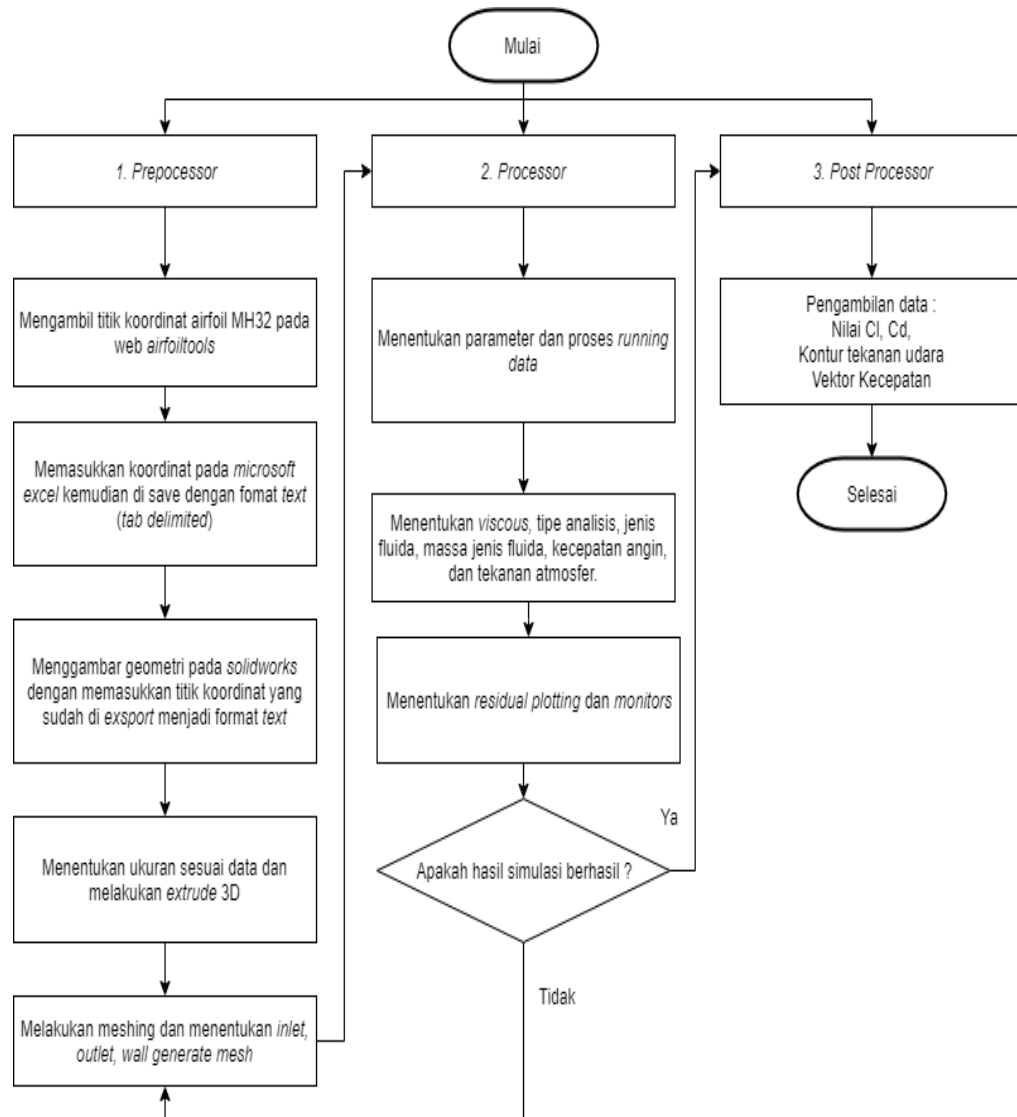 Mulai
1. Prepocessor
Mengambil titik koordinat airfoil MH32 pada
web airfoiltools
Memasukkan koordinat pada microsoft
excel kemudian di save dengan fomat text
(tab delimited)
Menggambar geometri pada solidworks
dengan memasukkan titik koordinat yang
sudah di exsport menjadi format text
Menentukan ukuran sesuai data dan
melakukan extrude 3D
Melakukan meshing dan menentukan inlet,
outlet, wall generate mesh
2. Processor
Menentukan parameter dan proses running
data
Menentukan viscous, tipe analisis, jenis
fluida, massa jenis fluida, kecepatan angin,
dan tekanan atmosfer.
Menentukan residual plotting dan monitors
Apakah hasil simulasi berhasil ?
Ya
Tidak
3. Post Processor
Pengambilan data :
Nilai Cl, Cd,
Kontur tekanan udara
Vektor Kecepatan
Selesai